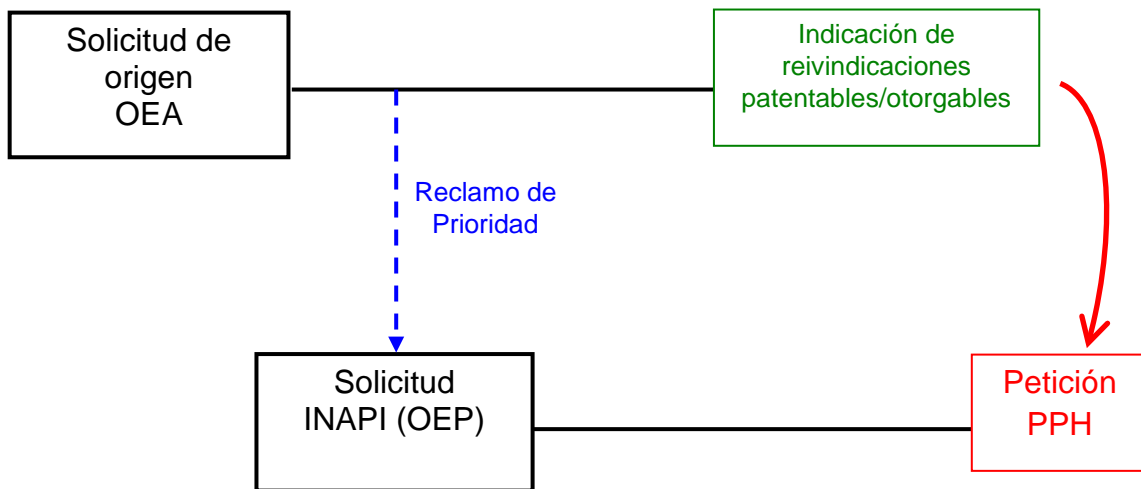 Solicitud de
origen
OEA
Indicación de
reivindicaciones
patentables/otorgables
Reclamo de
Prioridad
Solicitud
INAPI (OEP)
Petición
PPH